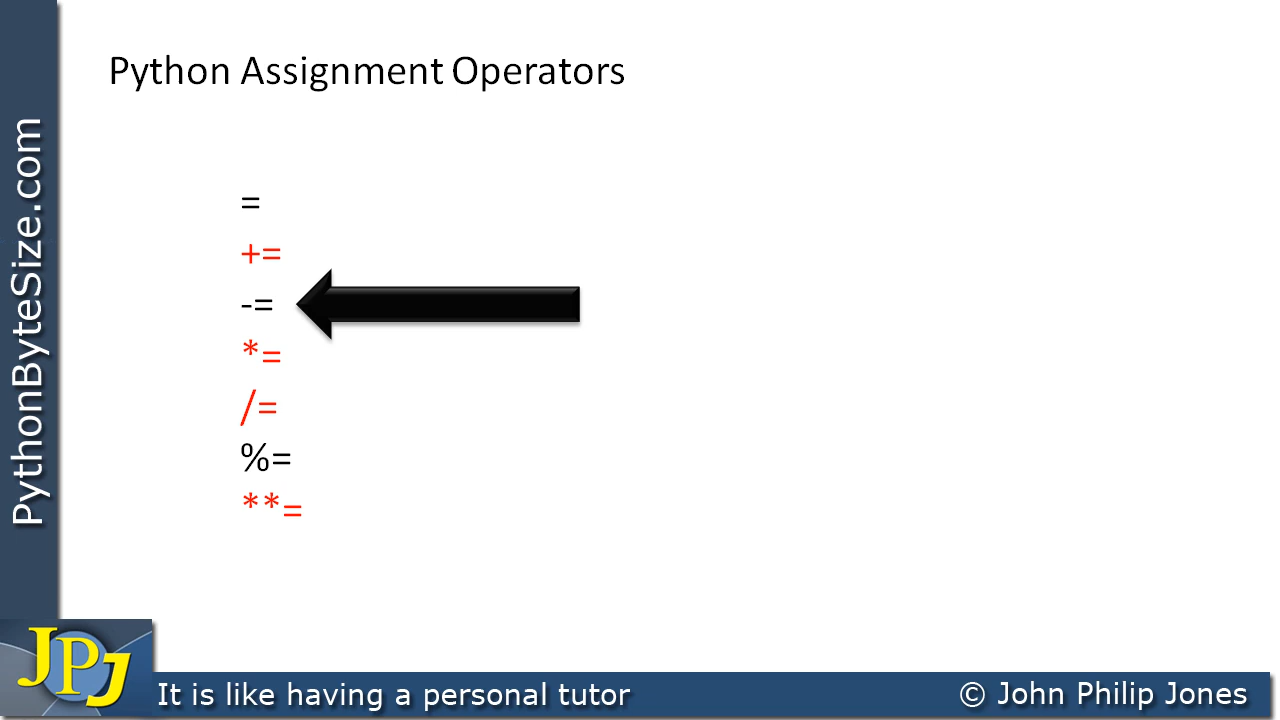 Python Assignment Operators
=
+=
-=
*=
/=
%=
**=
PythonByteSize.com
JPJ
It is like having a personal tutor
© John Philip Jones